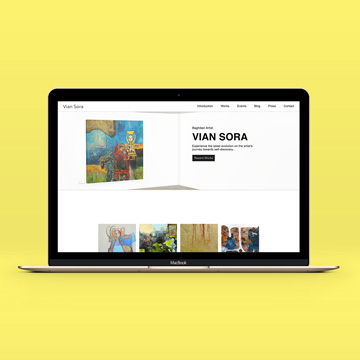 Vian Sora
Introduction Works Events Blog Press Contact
Baghdad Artist
VIAN SORA
Experience the latest evolution on the artist's
journey towards self-discovery...
Recent Works
MacBook